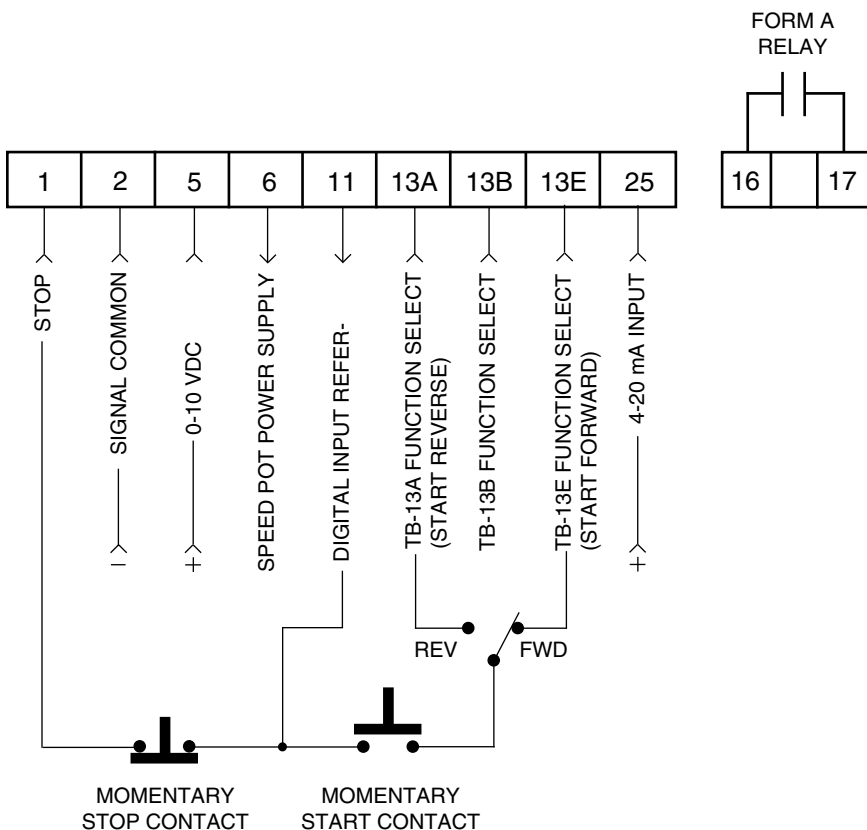 FORM A
RELAY
1 2 5 6 11 13A 13B 13E 25 16 17
STOP
SIGNAL COMMON
0-10 VDC
SPEED POT POWER SUPPLY
DIGITAL INPUT REFER-
TB-13A FUNCTION SELECT
(START REVERSE)
TB-13B FUNCTION SELECT
TB-13E FUNCTION SELECT
(START FORWARD)
4-20 mA INPUT
- + +
REV FWD
MOMENTARY
STOP CONTACT
MOMENTARY
START CONTACT